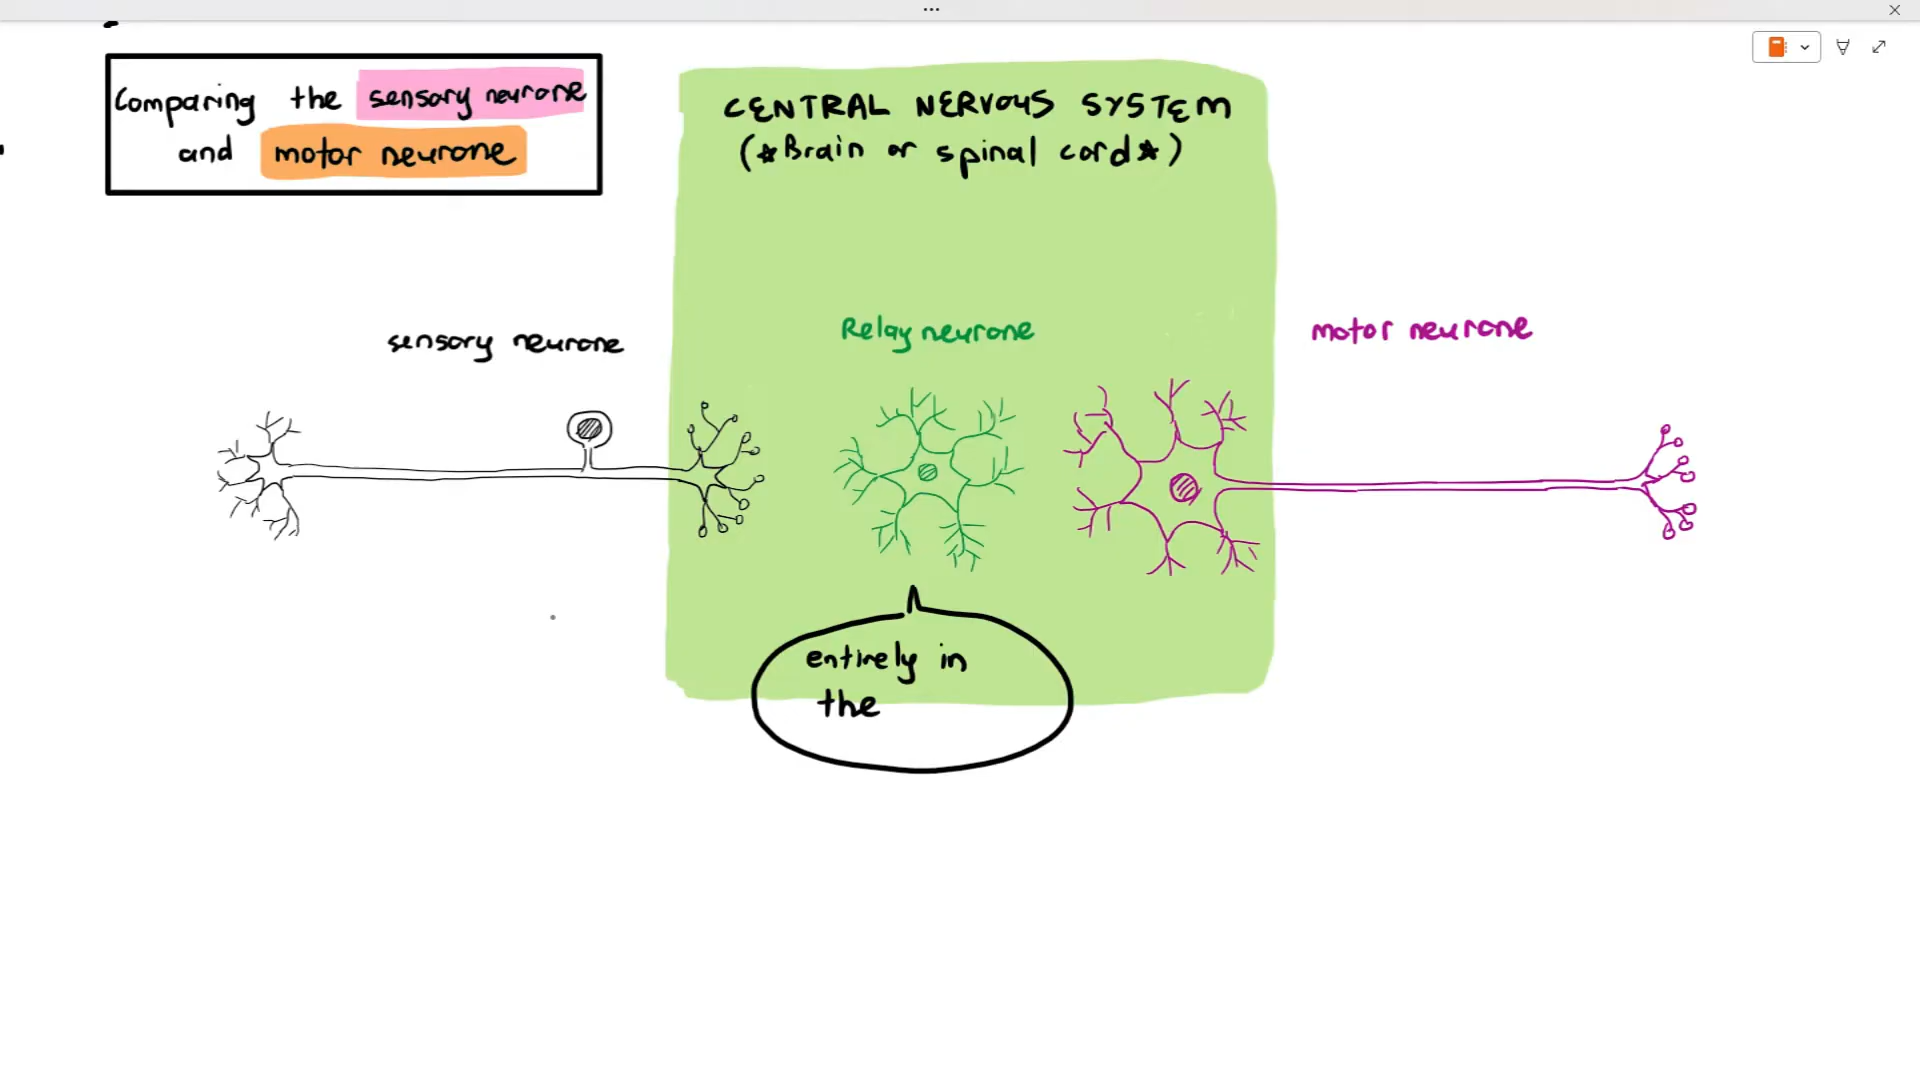 Comparing the sensory neurone
and motor neurone
CENTRAL NERVOUS SYSTEM
(*Brain or spinal cord*)
sensory neurone
Relay neurone
motor neurone
entirely in
the